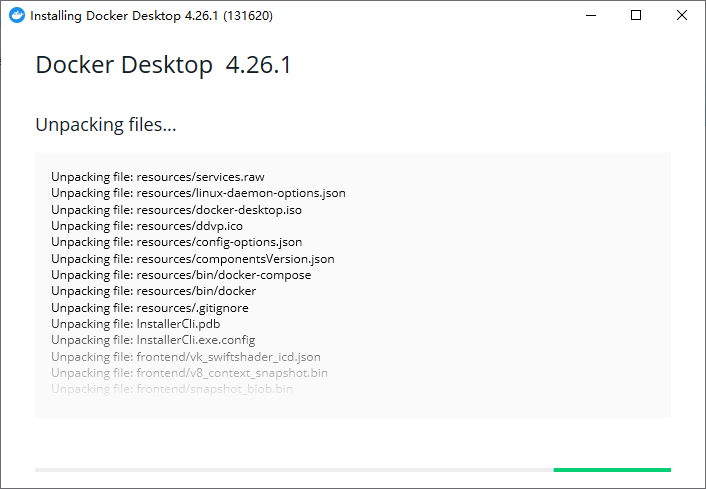 Installing Docker Desktop 4.26.1 (131620)
Docker Desktop 4.26.1
Unpacking files...
Unpacking file: resources/services.raw
Unpacking file: resources/linux-daemon-options.json
Unpacking file: resources/docker-desktop.iso
Unpacking file: resources/ddvp.ico
Unpacking file: resources/config-options.json
Unpacking file: resources/componentsVersion.json
Unpacking file: resources/bin/docker-compose
Unpacking file: resources/bin/docker
Unpacking file: resources/.gitignore
Unpacking file: InstallerCli.pdb
Unpacking file: InstallerCli.exe.config
Unpacking file: frontend/vk_swiftshader_icd.json
Unpacking file: frontend/v8_context_snapshot.bin
Unpacking file: frontend/snapshot_blob.bin